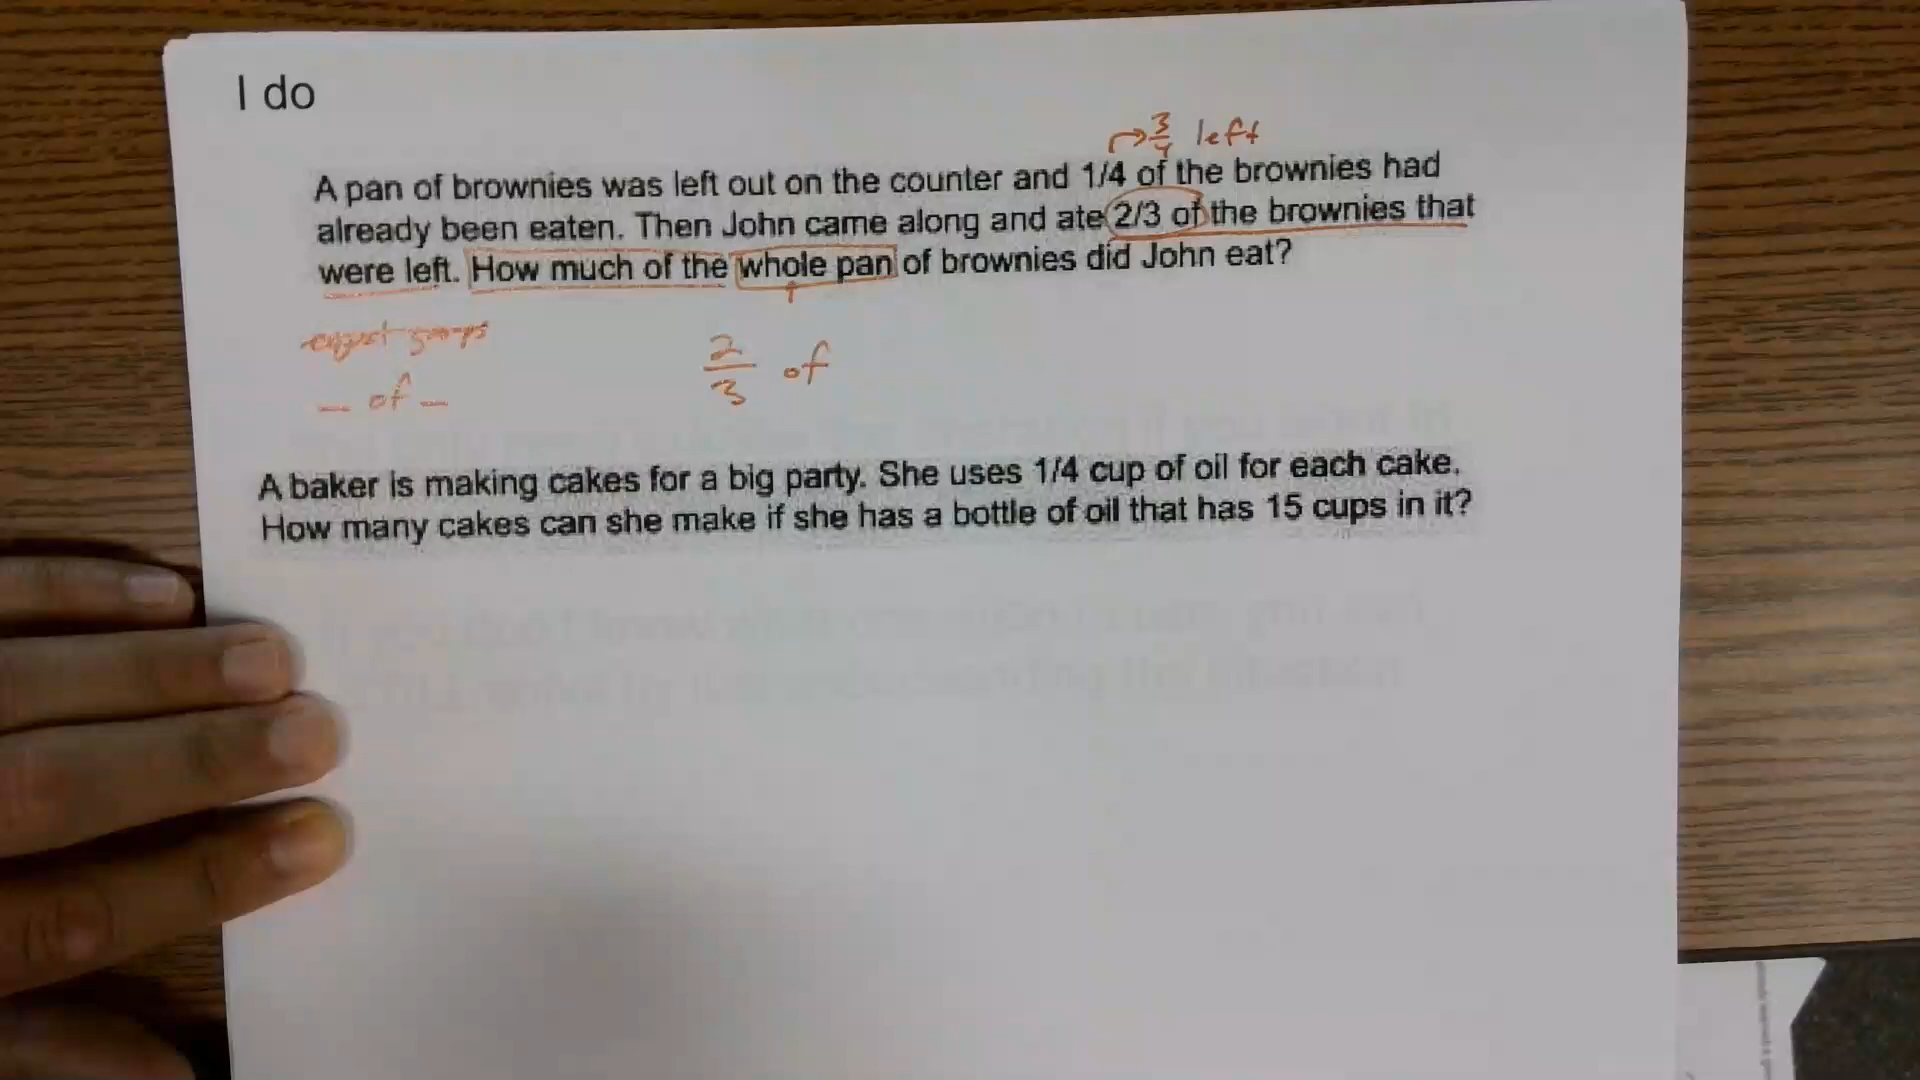 I do
3/4 left
A pan of brownies was left out on the counter and 1/4 of the brownies had
already been eaten. Then John came along and ate 2/3 of the brownies that
were left. How much of the whole pan of brownies did John eat?
groups
_ of _
2/3 of
A baker is making cakes for a big party. She uses 1/4 cup of oil for each cake.
How many cakes can she make if she has a bottle of oil that has 15 cups in it?